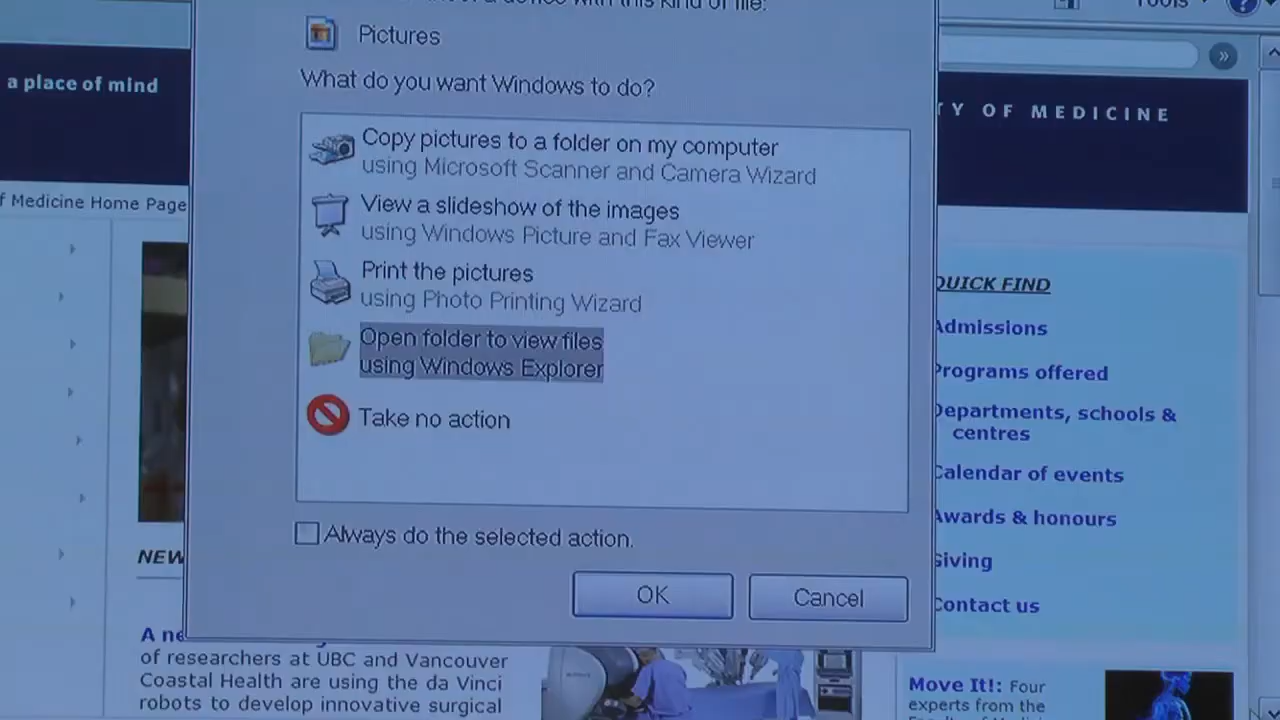 this kind of file:
Tools
Pictures
a place of mind
What do you want Windows to do?
TY OF MEDICINE
Copy pictures to a folder on my computer
using Microsoft Scanner and Camera Wizard
f Medicine Home Page
View a slideshow of the images
using Windows Picture and Fax Viewer
Print the pictures
using Photo Printing Wizard
Open folder to view files
using Windows Explorer
Take no action
Always do the selected action.
OK
Cancel
QUICK FIND
Admissions
Programs offered
Departments, schools &
centres
Calendar of events
Awards & honours
Giving
Contact us
NEW
A ne
of researchers at UBC and Vancouver
Coastal Health are using the da Vinci
robots to develop innovative surgical
Move It!: Four
experts from the